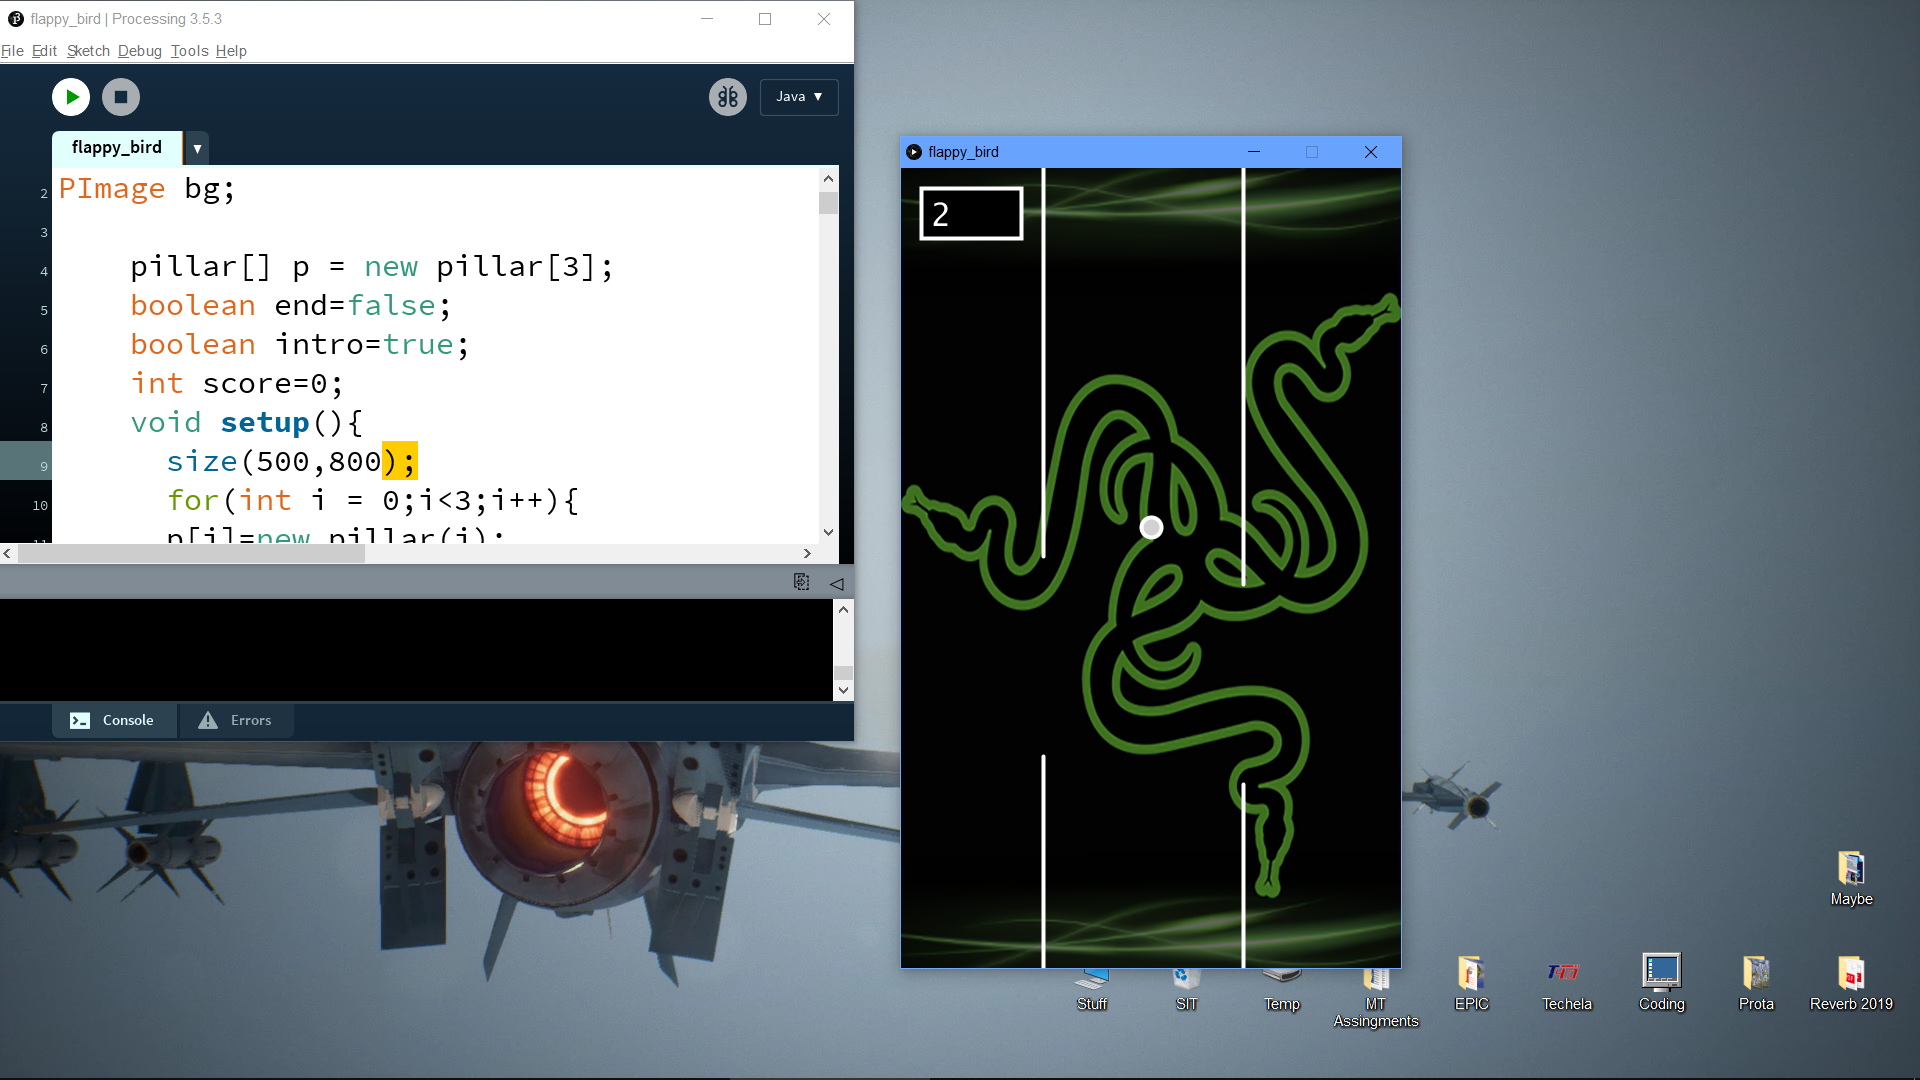 flappy_bird | Processing 3.5.3
File Edit Sketch Debug Tools Help
Java ▼
flappy_bird ▼
2 PImage bg;
3
4 pillar[] p = new pillar[3];
5 boolean end=false;
6 boolean intro=true;
7 int score=0;
8 void setup(){
9 size(500,800);
10 for(int i = 0;i<3;i++){
11 p[i]=new pillar(i);
Console Errors
flappy_bird
2
Maybe
Stuff
SIT
Temp
MT
Assingments
EPIC
Techela
Coding
Prota
Reverb 2019